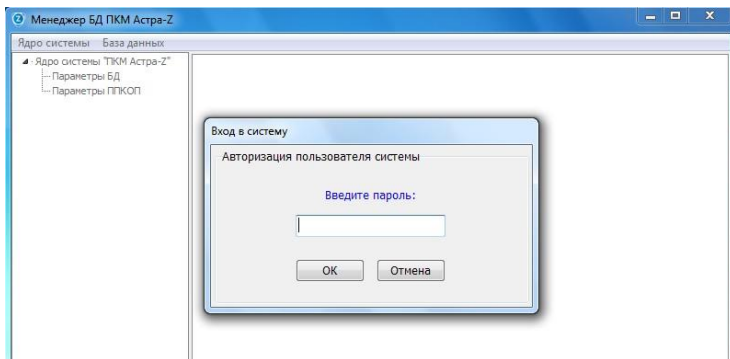 Менеджер БД ПКМ Астра-Z
Ядро системы База данных
Ядро системы "ПКМ Астра-Z"
Параметры БД
Параметры ППКОП
Вход в систему
Авторизация пользователя системы
Введите пароль:
OK Отмена